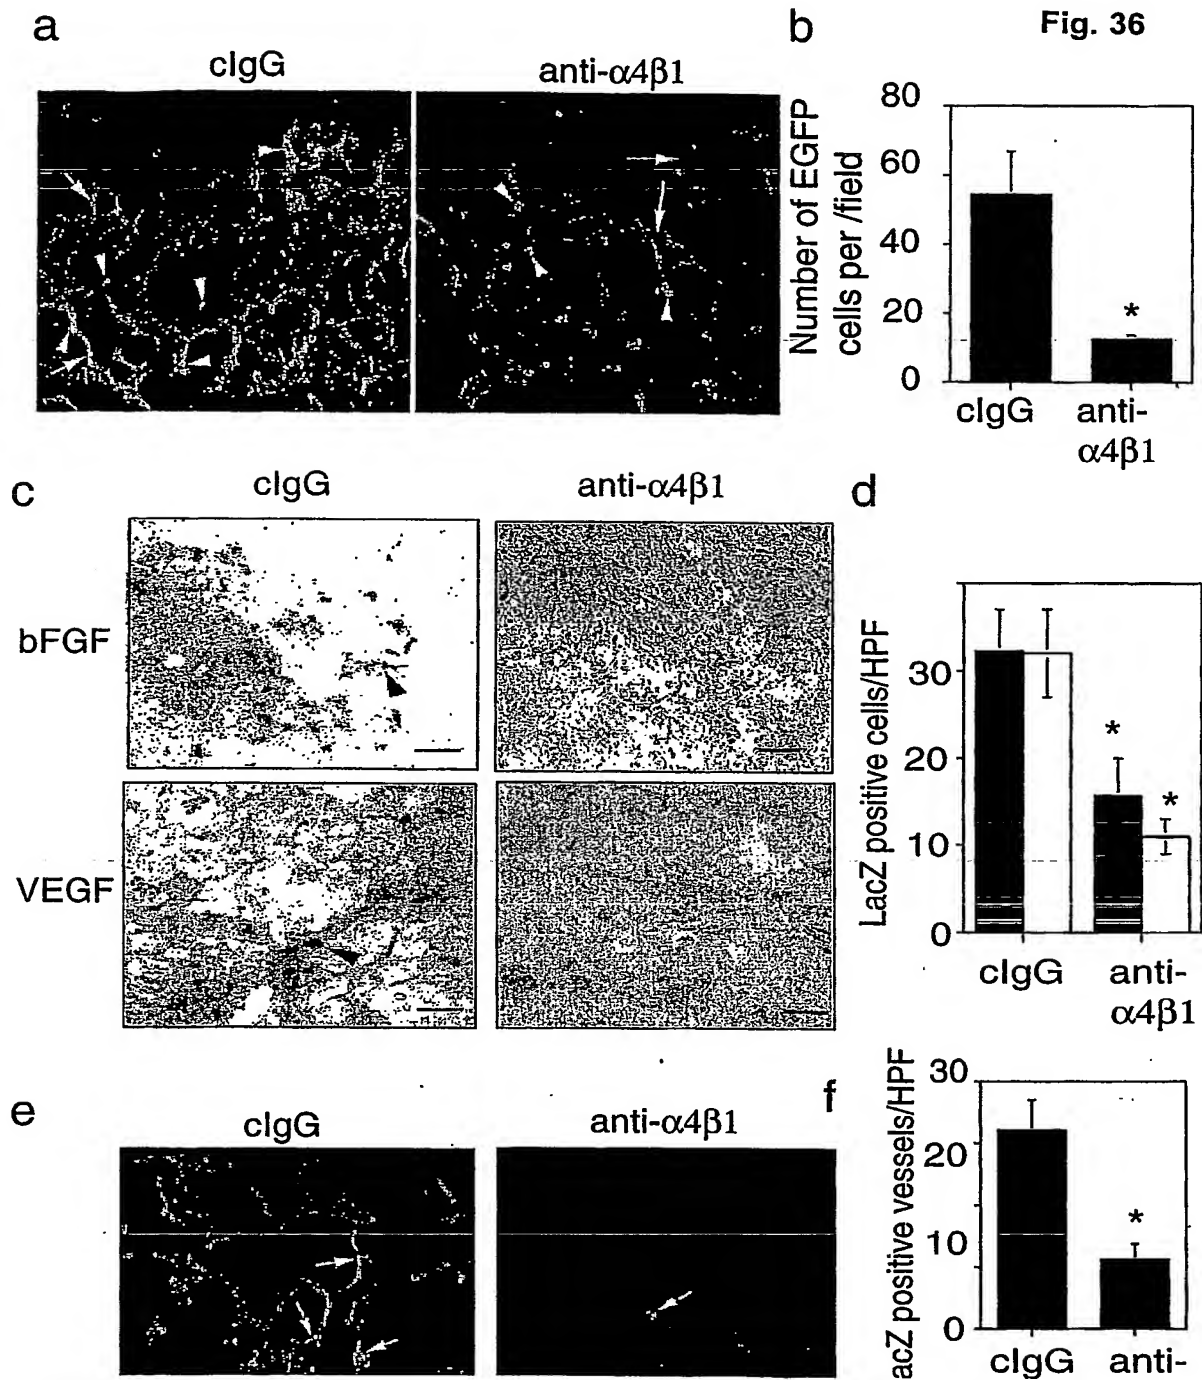 Fig. 36
a
cIgG
anti-α4β1
b
Number of EGFP
cells per /field
80
60
40
20
0
*
cIgG
anti-
α4β1
c
cIgG
anti-α4β1
bFGF
VEGF
d
LacZ positive cells/HPF
30
20
10
0
*
*
cIgG
anti-
α4β1
e
cIgG
anti-α4β1
f
acZ positive vessels/HPF
30
20
10
0
*
cIgG
anti-